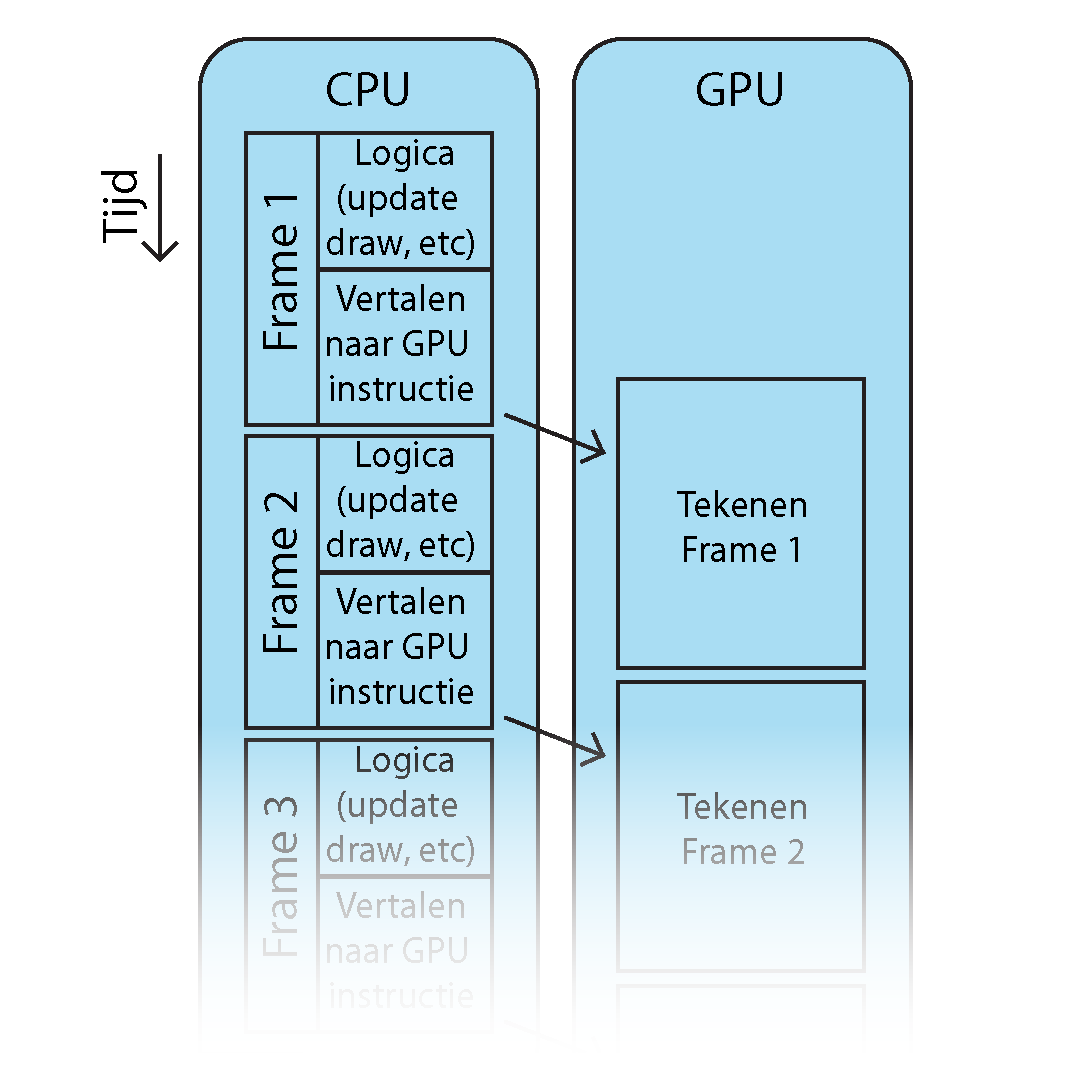 CPU
GPU
Tijd
Frame 1
Logica
(update
draw, etc)
Vertalen
naar GPU
instructie
Frame 2
Logica
(update
draw, etc)
Vertalen
naar GPU
instructie
Frame 3
Logica
(update
draw, etc)
Vertalen
naar GPU
instructie
Tekenen
Frame 1
Tekenen
Frame 2